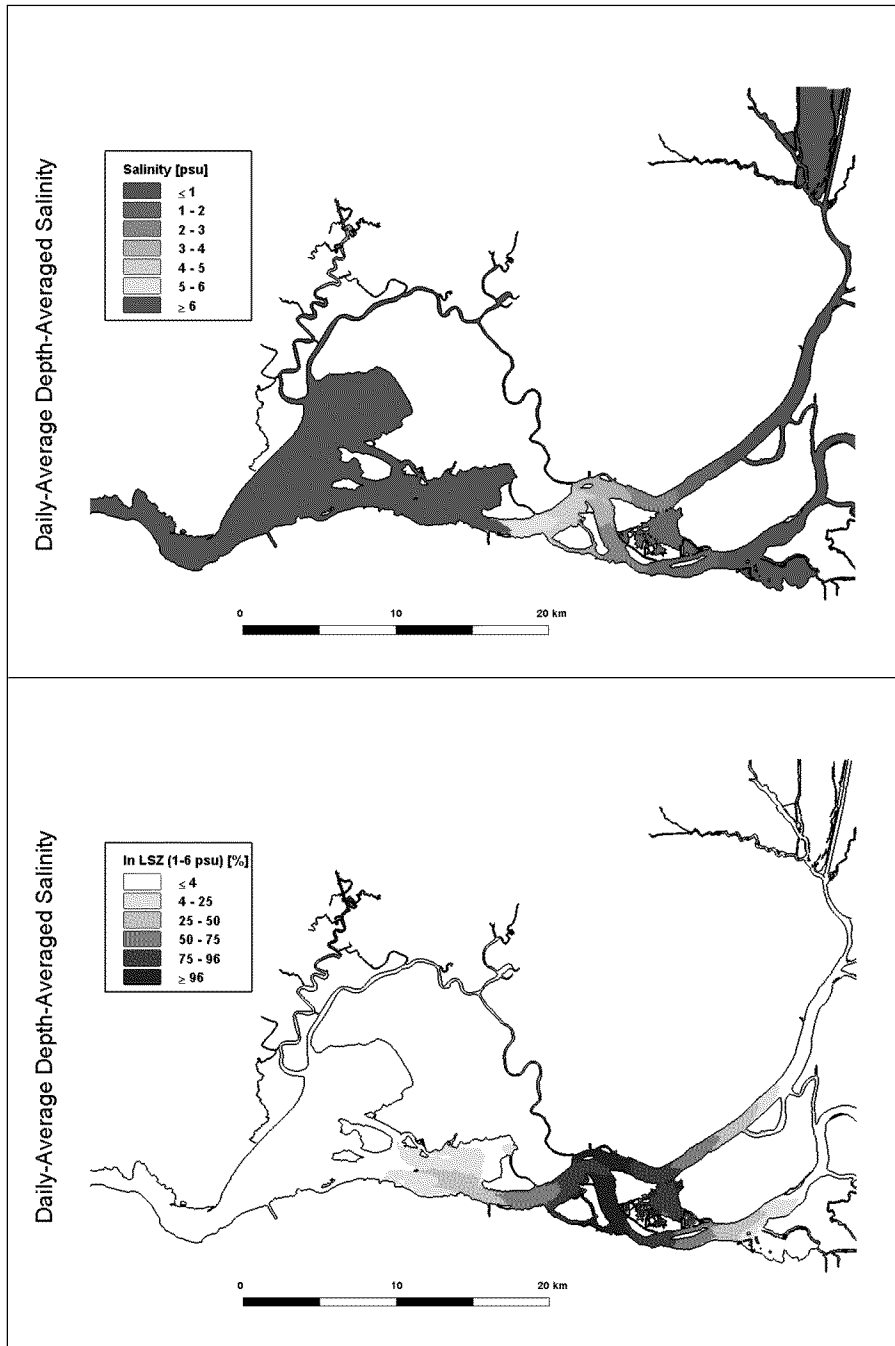 Daily-Average Depth-Averaged Salinity
Salinity [psu]
≤ 1
1 - 2
2 - 3
3 - 4
4 - 5
5 - 6
≥ 6
0 10 20 km
Daily-Average Depth-Averaged Salinity
In LSZ (1-6 psu) [%]
≤ 4
4 - 25
25 - 50
50 - 75
75 - 96
≥ 96
0 10 20 km